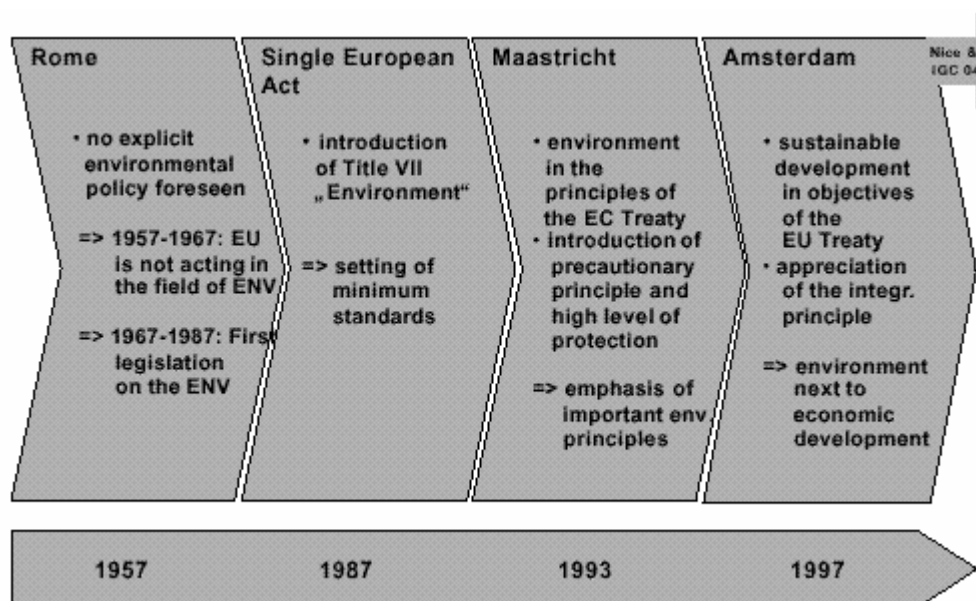 Rome
• no explicit
environmental
policy foreseen
=> 1957-1967: EU
is not acting in
the field of ENV
=> 1967-1987: First
legislation
on the ENV
Single European
Act
• introduction
of Title VII
„Environment“
=> setting of
minimum
standards
Maastricht
• environment
in the
principles of
the EC Treaty
• introduction of
precautionary
principle and
high level of
protection
=> emphasis of
important env
principles
Amsterdam
• sustainable
development
in objectives
of the
EU Treaty
• appreciation
of the integr.
principle
=> environment
next to
economic
development
Nice &
IGC 04
1957
1987
1993
1997